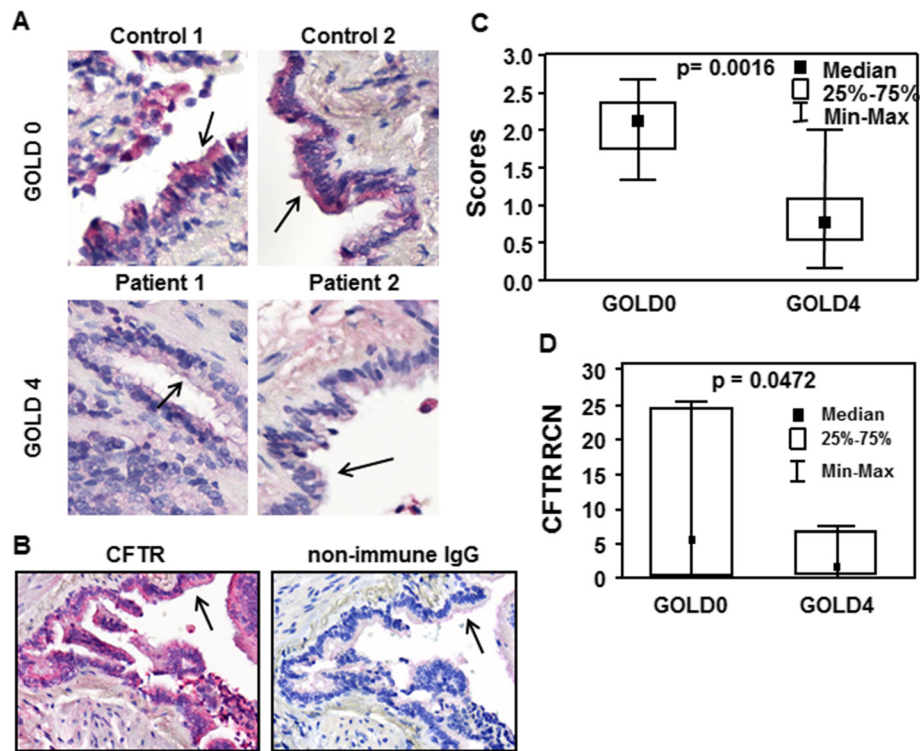 A
Control 1 Control 2
GOLD 0
Patient 1 Patient 2
GOLD 4
B
CFTR non-immune IgG
C
Scores
3.0
2.5
2.0
1.5
1.0
0.5
0.0
p= 0.0016
Median
25%-75%
Min-Max
GOLD0 GOLD4
D
CFTR RCN
30
25
20
15
10
5
0
p = 0.0472
Median
25%-75%
Min-Max
GOLD0 GOLD4